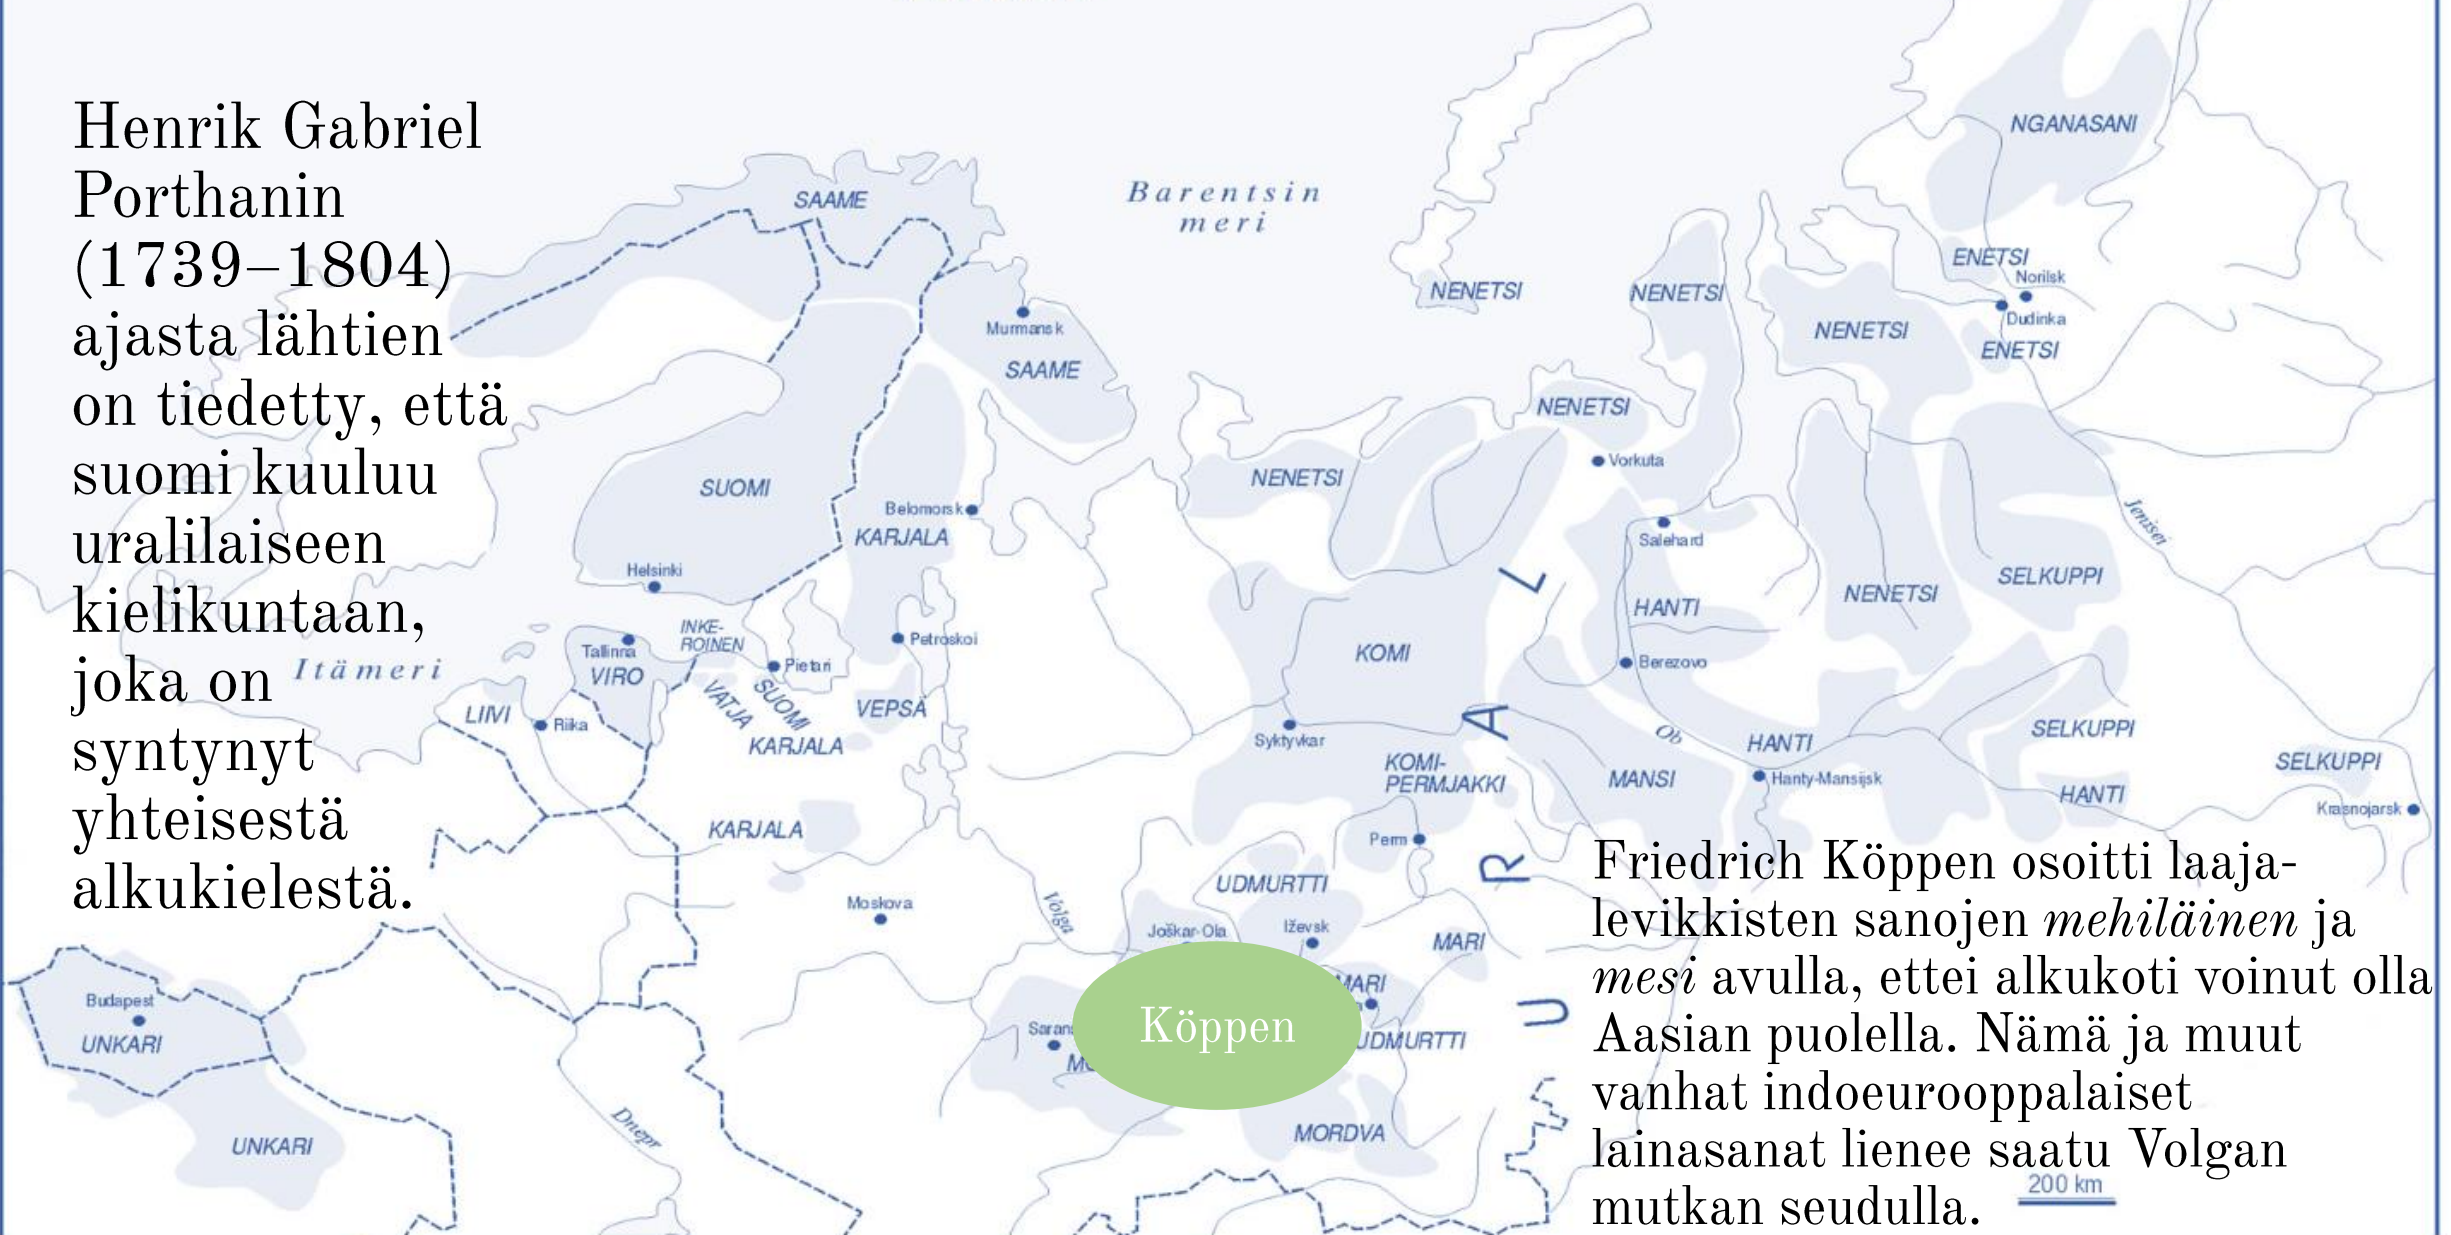 Henrik Gabriel
Porthanin
(1739–1804)
ajasta lähtien
on tiedetty, että
suomi kuuluu
uralilaiseen
kielikuntaan,
joka on
syntynyt
yhteisestä
alkukielestä.
Barentsin
meri
SAAME
Murmansk
SAAME
NENETSI
NENETSI
NENETSI
NGANASANI
ENETSI
Norilsk
Dudinka
ENETSI
NENETSI
Vorkuta
NENETSI
SUOMI
Belomorsk
KARJALA
Salehard
Jenisei
SELKUPPI
NENETSI
HANTI
Helsinki
INKE-
ROINEN
Petroskoi
Tallinna
VIRO
Pietari
Itämeri
KOMI
Berezovo
LIIVI
Riika
VATJA
SUOMI
VEPSÄ
KARJALA
Syktyvkar
Ob
HANTI
SELKUPPI
SELKUPPI
KOMI-
PERMJAKKI
MANSI
Hanty-Mansijsk
HANTI
Krasnojarsk
KARJALA
Perm
URAL
UDMURTTI
Moskova
Volga
Joškar-Ola
Iževsk
MARI
MARI
UDMURTTI
Budapest
UNKARI
Köppen
UNKARI
Dnepr
MORDVA
Friedrich Köppen osoitti laaja-
levikkisten sanojen mehiläinen ja
mesi avulla, ettei alkukoti voinut olla
Aasian puolella. Nämä ja muut
vanhat indoeurooppalaiset
lainasanat lienee saatu Volgan
mutkan seudulla.
200 km